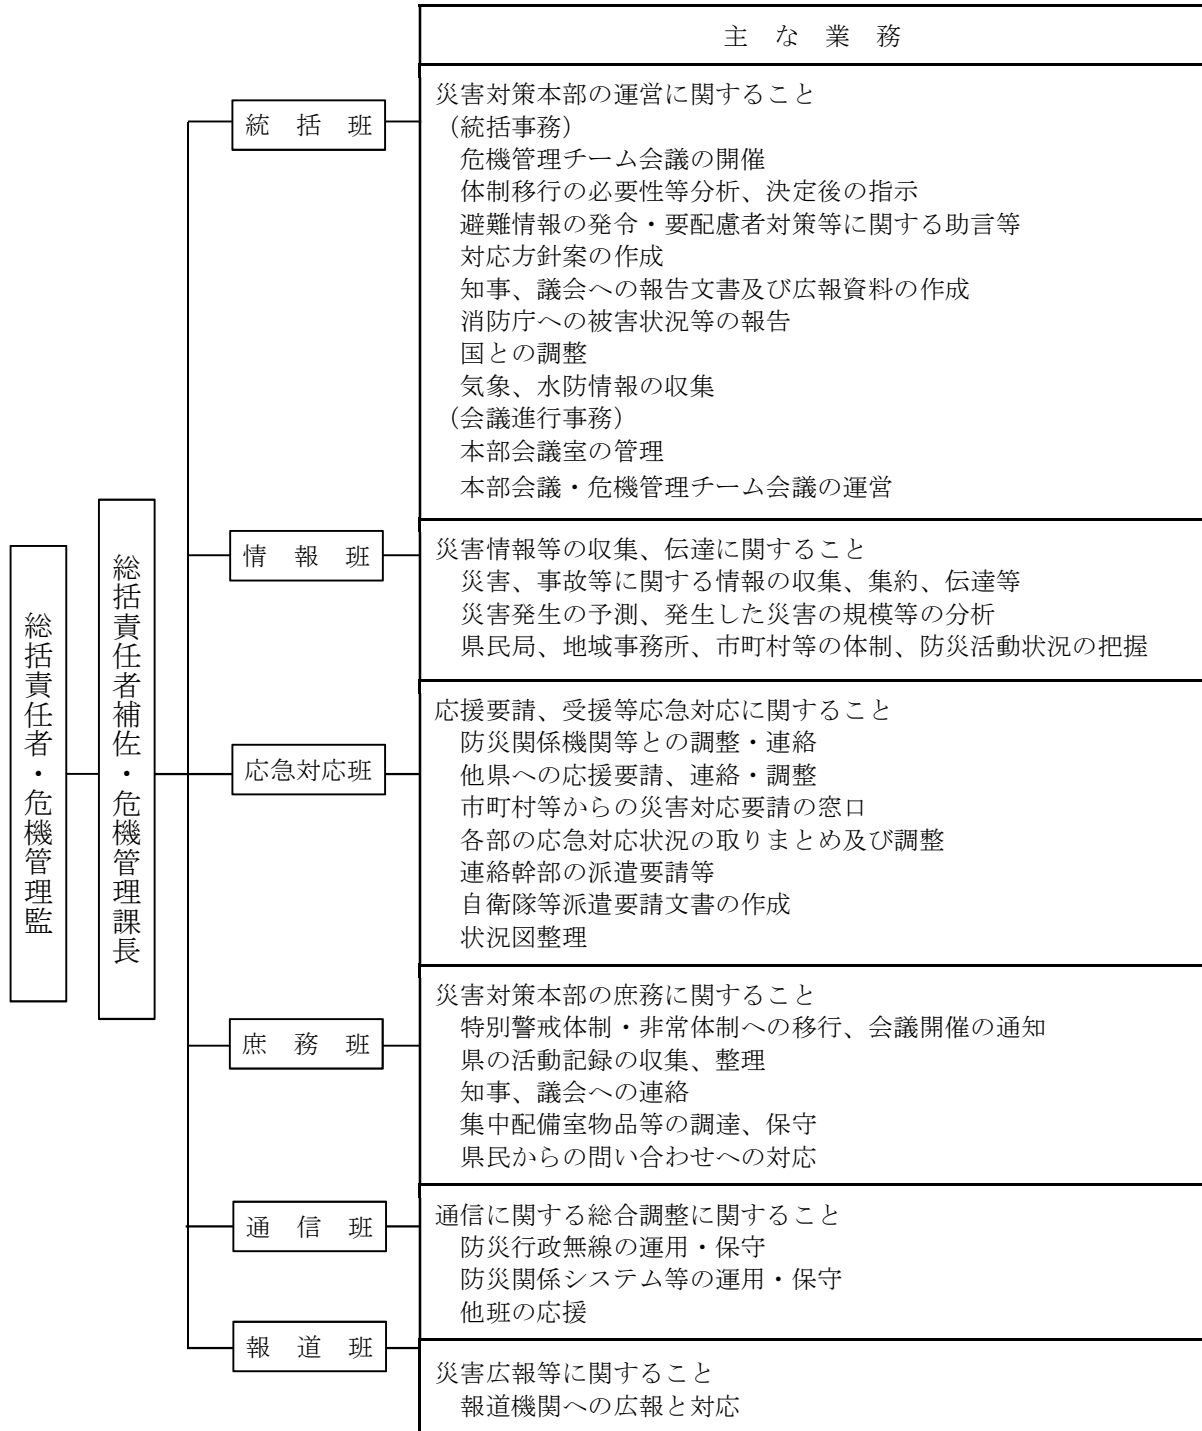 主な業務
総括責任者・危機管理監
総括責任者補佐・危機管理課長
統括班
災害対策本部の運営に関すること
（統括事務）
危機管理チーム会議の開催
体制移行の必要性等分析、決定後の指示
避難情報の発令・要配慮者対策等に関する助言等
対応方針案の作成
知事、議会への報告文書及び広報資料の作成
消防庁への被害状況等の報告
国との調整
気象、水防情報の収集
（会議進行事務）
本部会議室の管理
本部会議・危機管理チーム会議の運営
情報班
災害情報等の収集、伝達に関すること
災害、事故等に関する情報の収集、集約、伝達等
災害発生の予測、発生した災害の規模等の分析
県民局、地域事務所、市町村等の体制、防災活動状況の把握
応急対応班
応援要請、受援等応急対応に関すること
防災関係機関等との調整・連絡
他県への応援要請、連絡・調整
市町村等からの災害対応要請の窓口
各部の応急対応状況の取りまとめ及び調整
連絡幹部の派遣要請等
自衛隊等派遣要請文書の作成
状況図整理
庶務班
災害対策本部の庶務に関すること
特別警戒体制・非常体制への移行、会議開催の通知
県の活動記録の収集、整理
知事、議会への連絡
集中配備室物品等の調達、保守
県民からの問い合わせへの対応
通信班
通信に関する総合調整に関すること
防災行政無線の運用・保守
防災関係システム等の運用・保守
他班の応援
報道班
災害広報等に関すること
報道機関への広報と対応